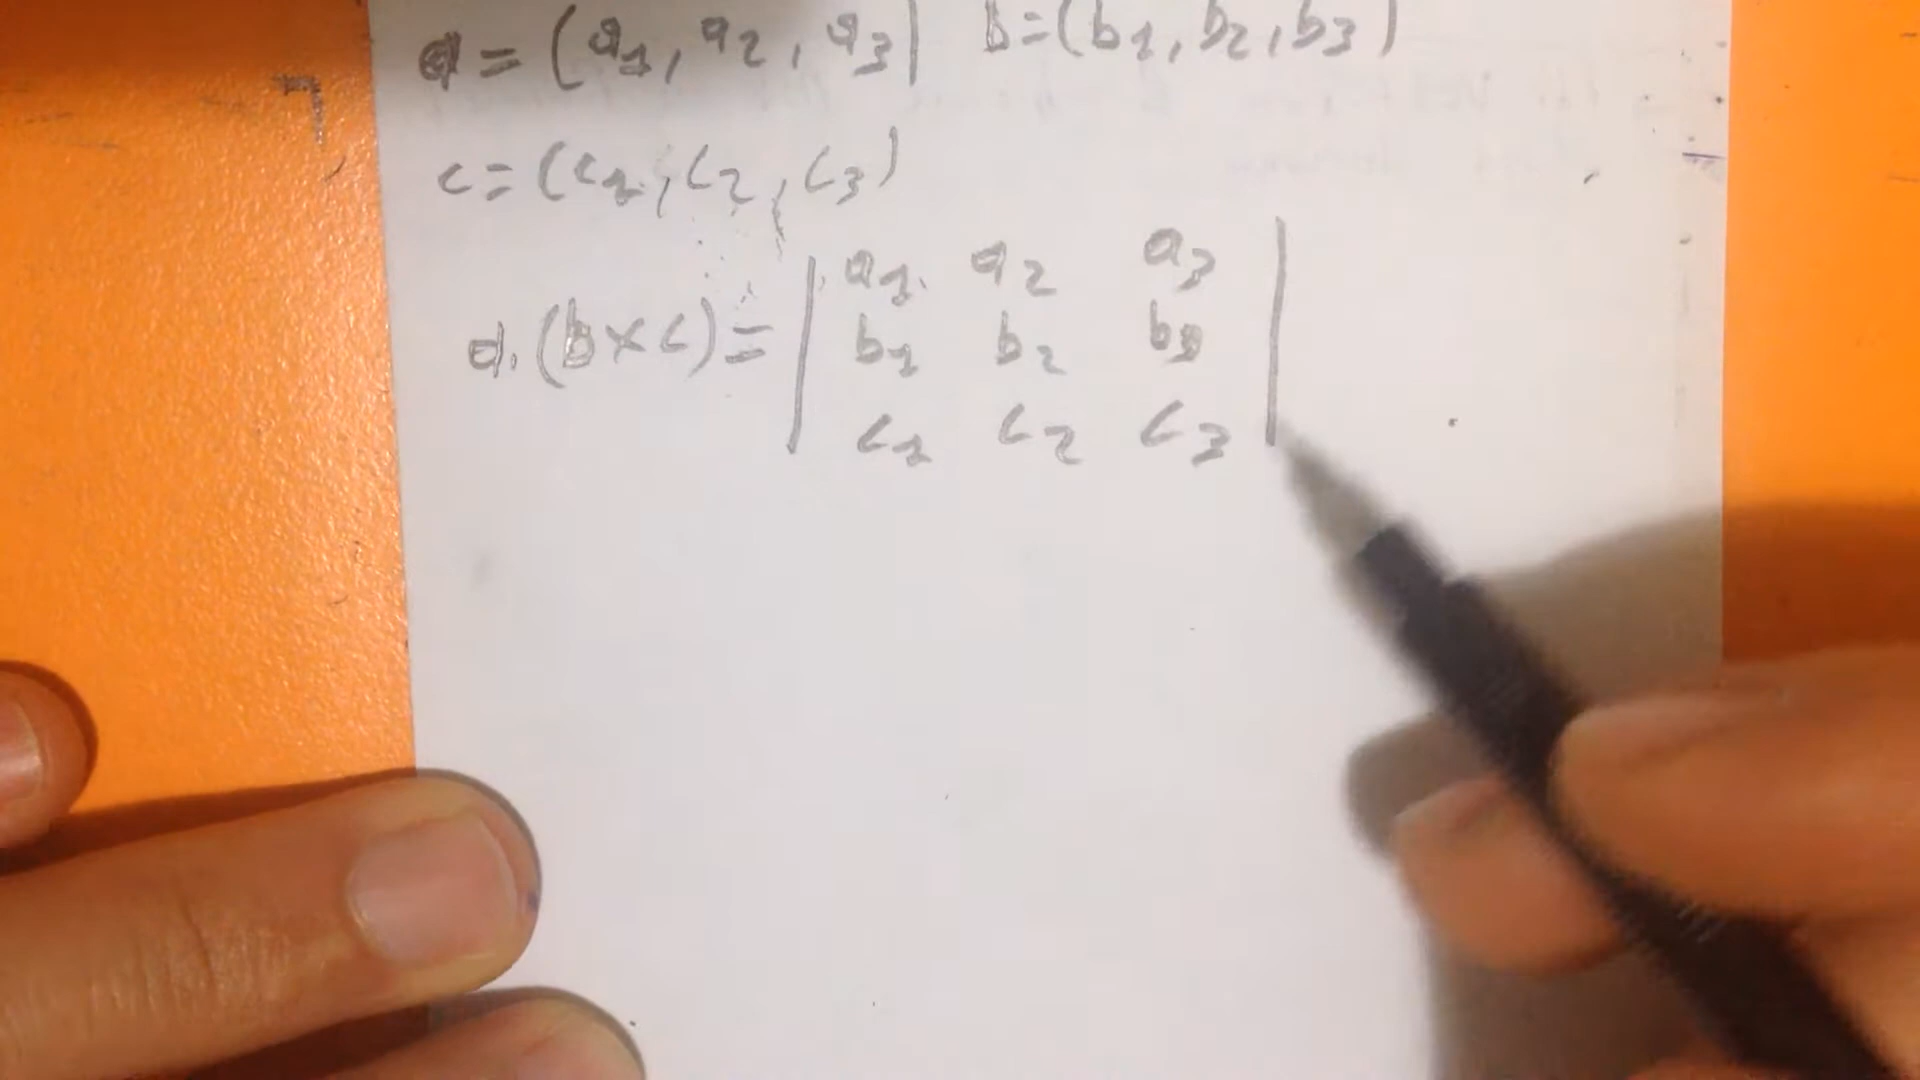 a = (a1, a2, a3) b=(b1, b2, b3)
c = (c1, c2, c3)
a. (b×c) = | a1 a2 a3 |
b1 b2 b3
c1 c2 c3